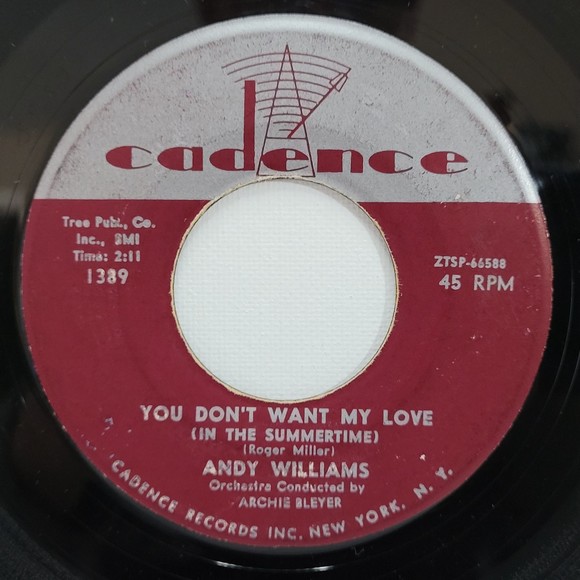 cadence
Tree Publ., Co.
Inc., BMI
Time: 2:11
1389
ZTSP-66588
45 RPM
YOU DON'T WANT MY LOVE
(IN THE SUMMERTIME)
(Roger Miller)
ANDY WILLIAMS
Orchestra Conducted by
ARCHIE BLEYER
CADENCE RECORDS INC. NEW YORK, N. Y.